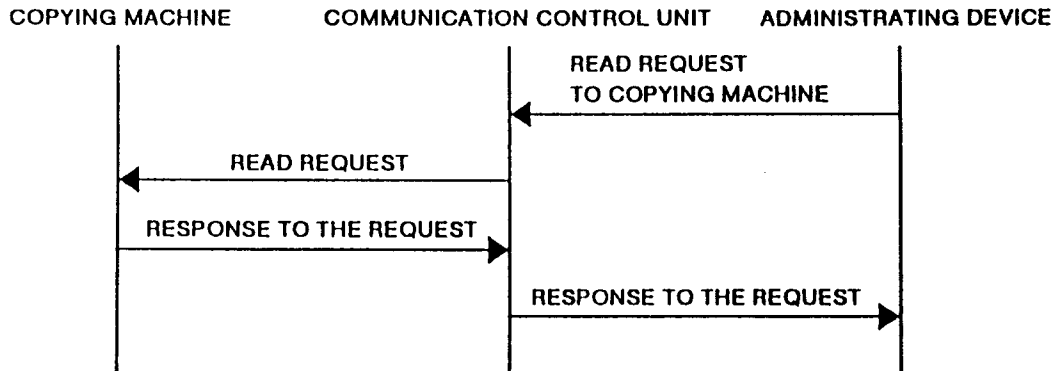 COPYING MACHINE
COMMUNICATION CONTROL UNIT
ADMINISTRATING DEVICE
READ REQUEST
TO COPYING MACHINE
READ REQUEST
RESPONSE TO THE REQUEST
RESPONSE TO THE REQUEST